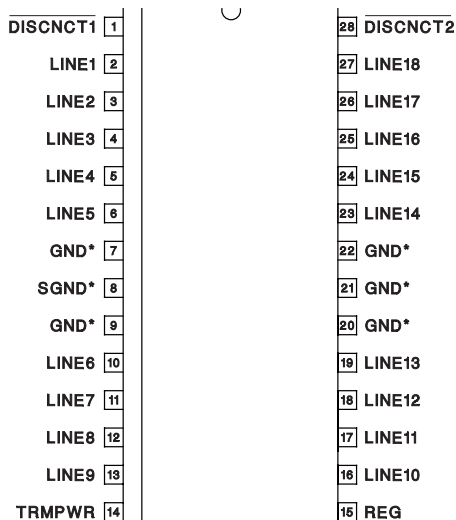 DISCNCT1 1 28 DISCNCT2
LINE1 2 27 LINE18
LINE2 3 26 LINE17
LINE3 4 25 LINE16
LINE4 5 24 LINE15
LINE5 6 23 LINE14
GND* 7 22 GND*
SGND* 8 21 GND*
GND* 9 20 GND*
LINE6 10 19 LINE13
LINE7 11 18 LINE12
LINE8 12 17 LINE11
LINE9 13 16 LINE10
TRMPWR 14 15 REG